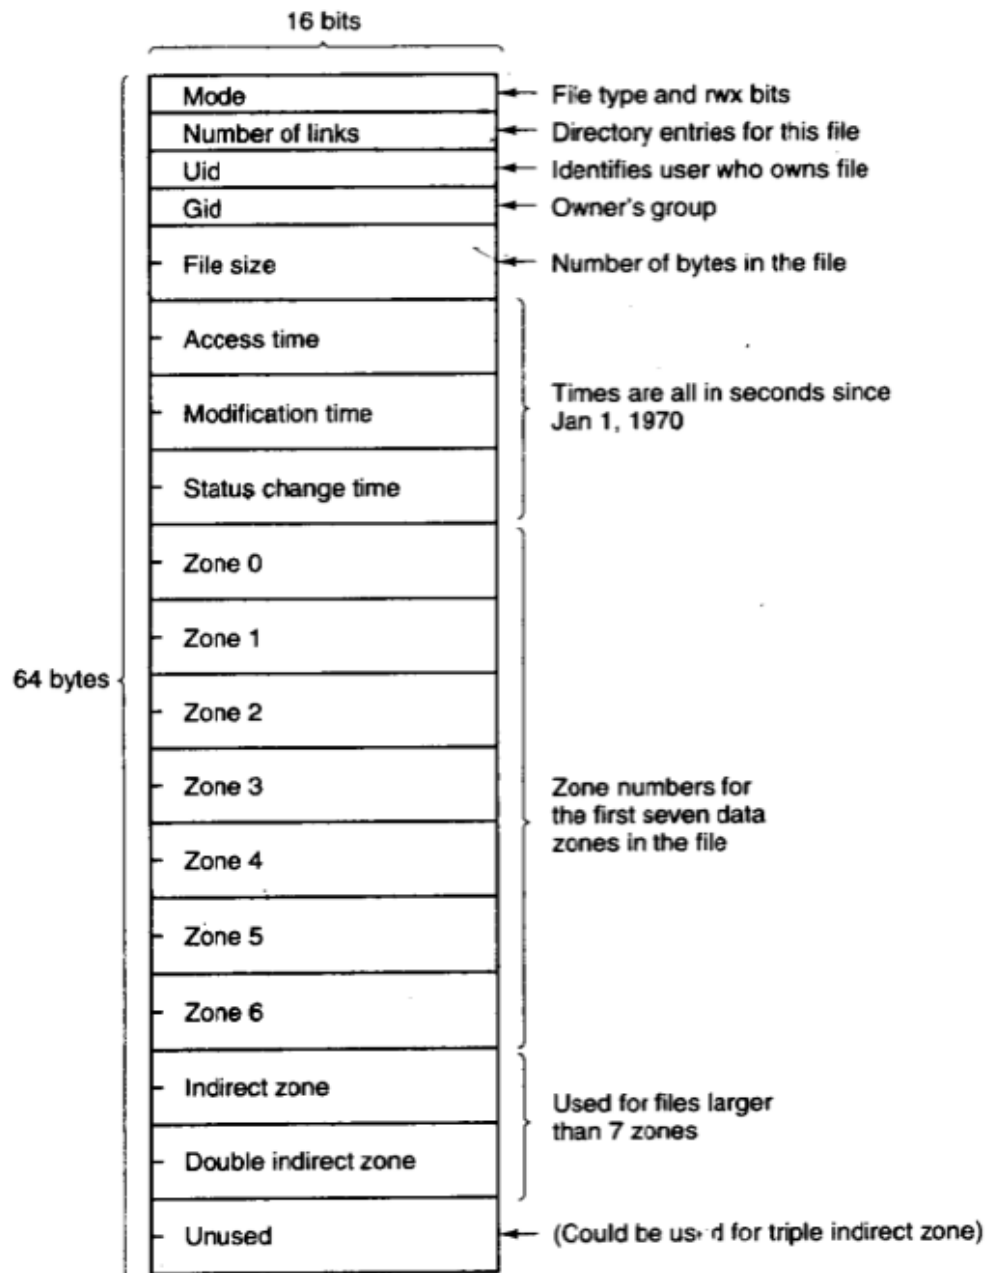 16 bits
Mode
File type and rwx bits
Number of links
Directory entries for this file
Uid
Identifies user who owns file
Gid
Owner's group
File size
Number of bytes in the file
Access time
Modification time
Times are all in seconds since
Jan 1, 1970
Status change time
Zone 0
Zone 1
64 bytes
Zone 2
Zone 3
Zone numbers for
the first seven data
zones in the file
Zone 4
Zone 5
Zone 6
Indirect zone
Used for files larger
than 7 zones
Double indirect zone
Unused
(Could be used for triple indirect zone)